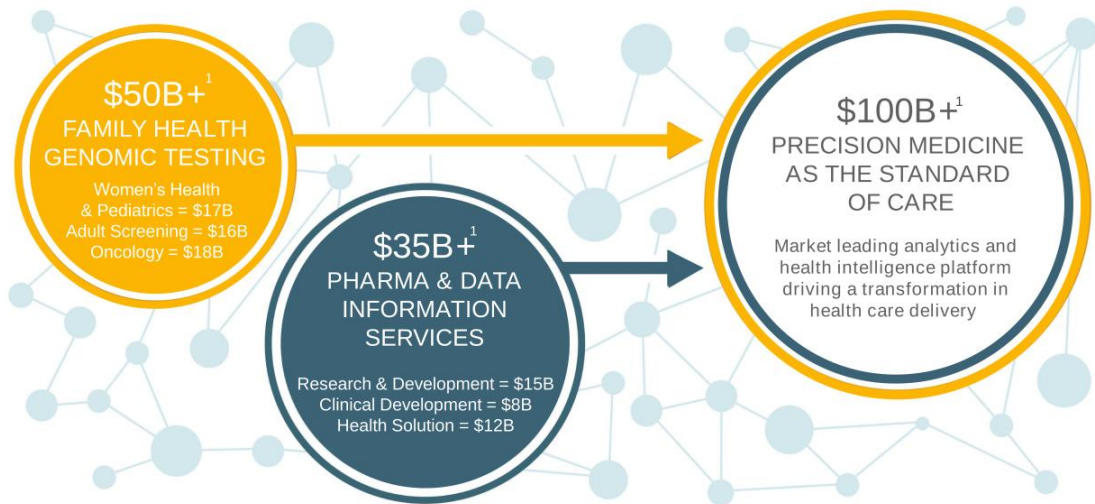 $50B+1
FAMILY HEALTH
GENOMIC TESTING
Women's Health
& Pediatrics = $17B
Adult Screening = $16B
Oncology = $18B
$35B+1
PHARMA & DATA
INFORMATION
SERVICES
Research & Development = $15B
Clinical Development = $8B
Health Solution = $12B
$100B+1
PRECISION MEDICINE
AS THE STANDARD
OF CARE
Market leading analytics and
health intelligence platform
driving a transformation in
health care delivery